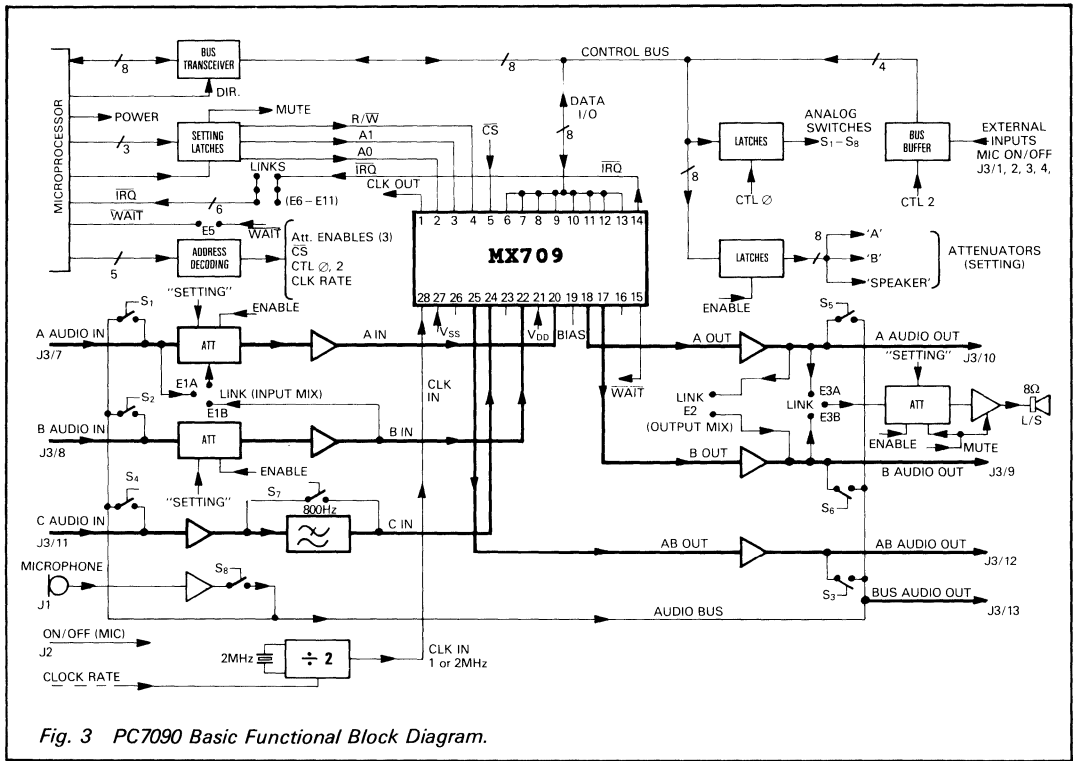 BUS TRANSCEIVER
CONTROL BUS
8
8
4
DIR.
POWER
MUTE
MICROPROCESSOR
3
SETTING LATCHES
R/W̅
A1
A0
C̅S̅
DATA I/O
8
LATCHES
ANALOG SWITCHES S1–S8
BUS BUFFER
EXTERNAL INPUTS MIC ON/OFF J3/1, 2, 3, 4,
I̅R̅Q̅
LINKS
I̅R̅Q̅
I̅R̅Q̅
CLK OUT
(E6–E11)
6
8
CTL Ø
CTL 2
W̅A̅I̅T̅
E5
W̅A̅I̅T̅
1 2 3 4 5 6 7 8 9 10 11 12 13 14
MX709
28 27 26 25 24 23 22 21 20 19 18 17 16 15
5
ADDRESS DECODING
Att. ENABLES (3)
C̅S̅
CTL Ø, 2
CLK RATE
LATCHES
8
'A'
'B'
'SPEAKER'
ATTENUATORS (SETTING)
ENABLE
S1
"SETTING"
ENABLE
VSS
VDD
BIAS
S5
A AUDIO IN
J3/7
ATT
A IN
A OUT
A AUDIO OUT
J3/10
"SETTING"
E1A
LINK (INPUT MIX)
E1B
CLK IN
W̅A̅I̅T̅
LINK
E2
(OUTPUT MIX)
LINK
E3A
E3B
ATT
8Ω
L/S
S2
B AUDIO IN
J3/8
ATT
B IN
ENABLE
MUTE
B OUT
B AUDIO OUT
J3/9
ENABLE
"SETTING"
S4
S7
800Hz
S6
C AUDIO IN
J3/11
C IN
AB OUT
AB AUDIO OUT
J3/12
MICROPHONE
J1
S8
S3
BUS AUDIO OUT
J3/13
AUDIO BUS
ON/OFF (MIC)
J2
2MHz
÷ 2
CLK IN
1 or 2MHz
CLOCK RATE
Fig. 3 PC7090 Basic Functional Block Diagram.